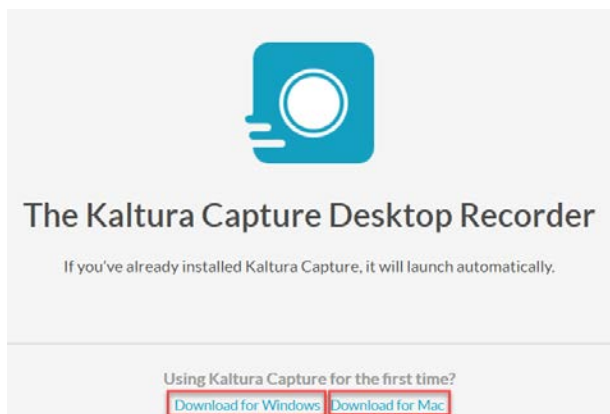 The Kaltura Capture Desktop Recorder
If you've already installed Kaltura Capture, it will launch automatically.
Using Kaltura Capture for the first time?
Download for Windows Download for Mac